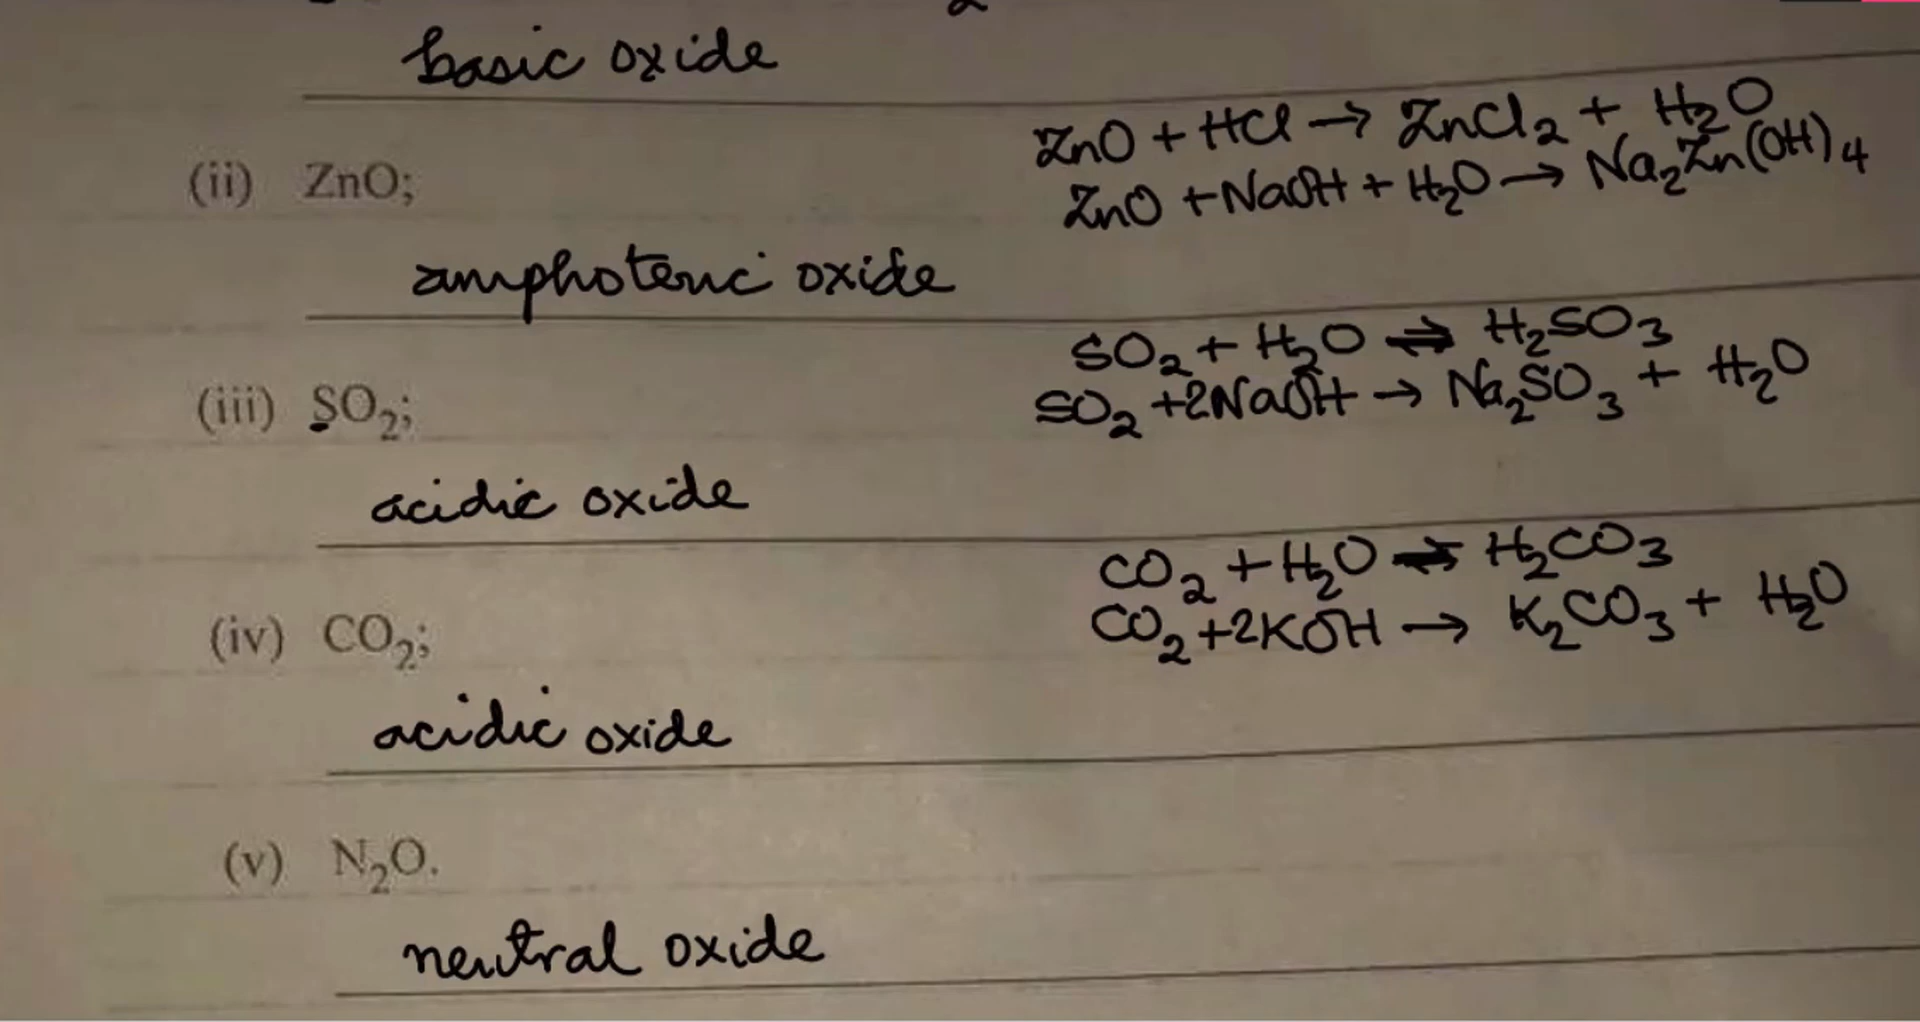 basic oxide
ZnO + HCl → ZnCl₂ + H₂O
(ii) ZnO;
ZnO + NaOH + H₂O → Na₂Zn(OH)₄
amphoteric oxide
SO₂ + H₂O ⇌ H₂SO₃
(iii) SO₂;
SO₂ + 2NaOH → Na₂SO₃ + H₂O
acidic oxide
CO₂ + H₂O ⇌ H₂CO₃
(iv) CO₂;
CO₂ + 2KOH → K₂CO₃ + H₂O
acidic oxide
(v) N₂O.
neutral oxide